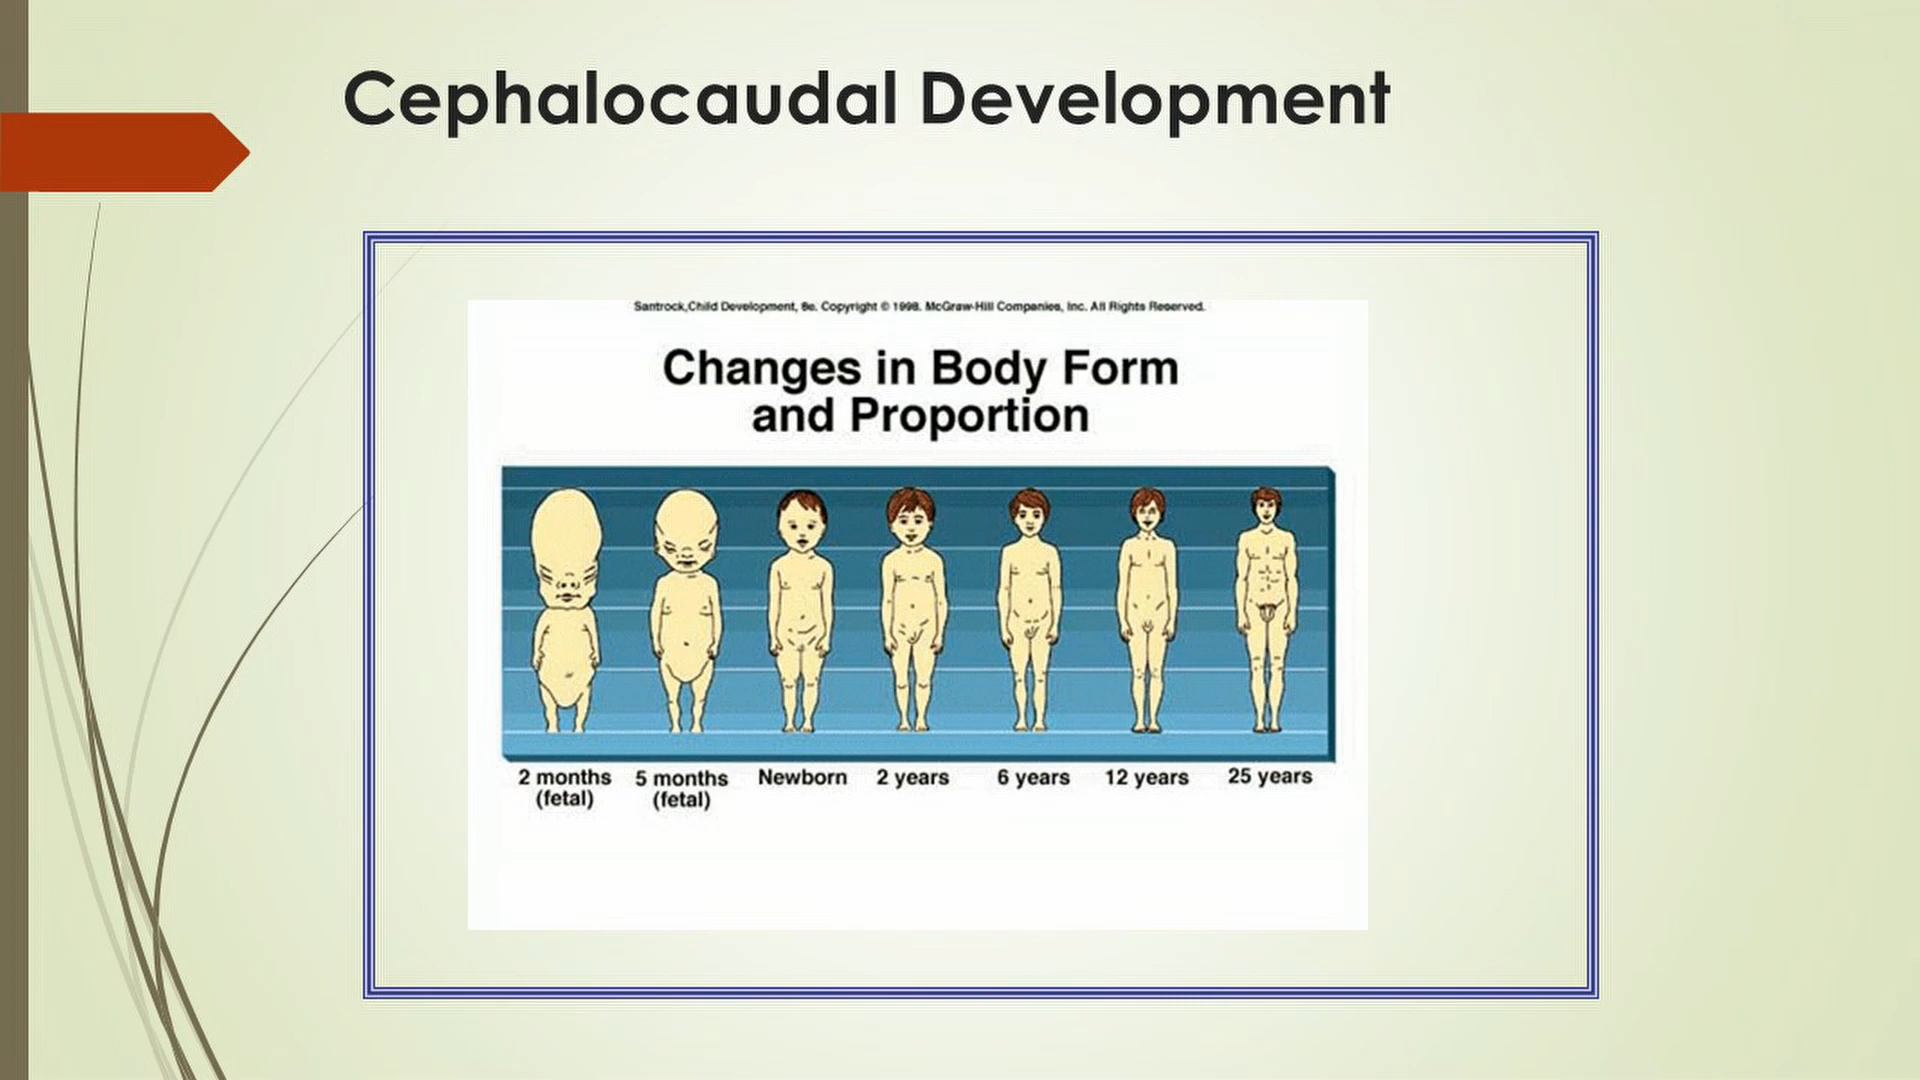 Cephalocaudal Development
Santrock,Child Development, 8e. Copyright © 1998. McGraw-Hill Companies, Inc. All Rights Reserved.
Changes in Body Form
and Proportion
2 months 5 months Newborn 2 years 6 years 12 years 25 years
(fetal) (fetal)